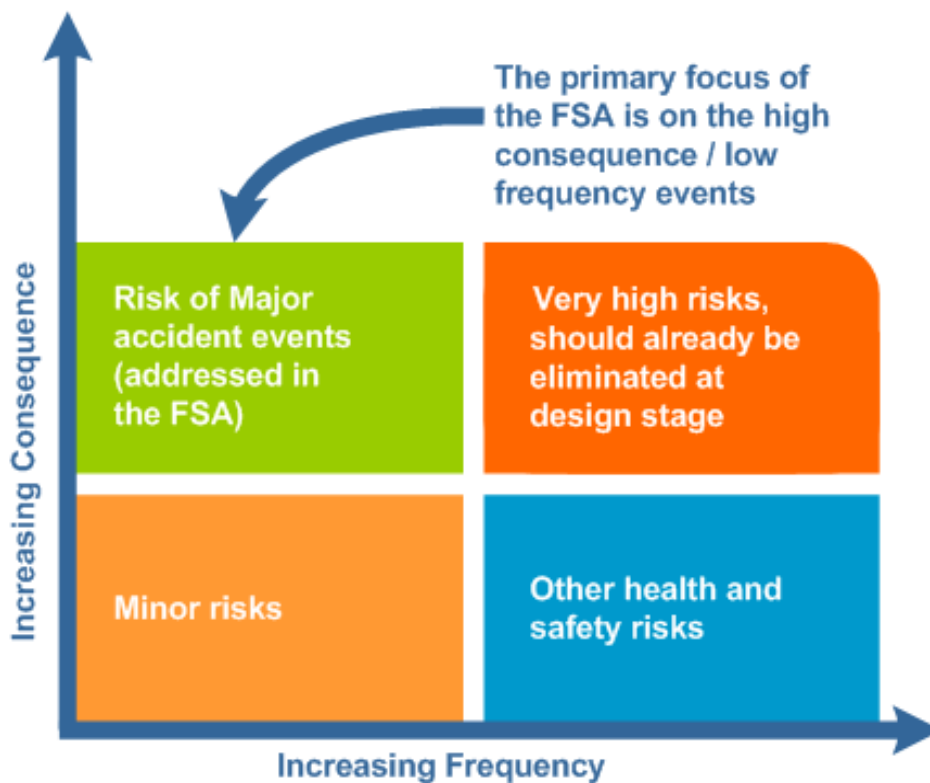 The primary focus of
the FSA is on the high
consequence / low
frequency events
Increasing Consequence
Risk of Major
accident events
(addressed in
the FSA)
Very high risks,
should already be
eliminated at
design stage
Minor risks
Other health and
safety risks
Increasing Frequency